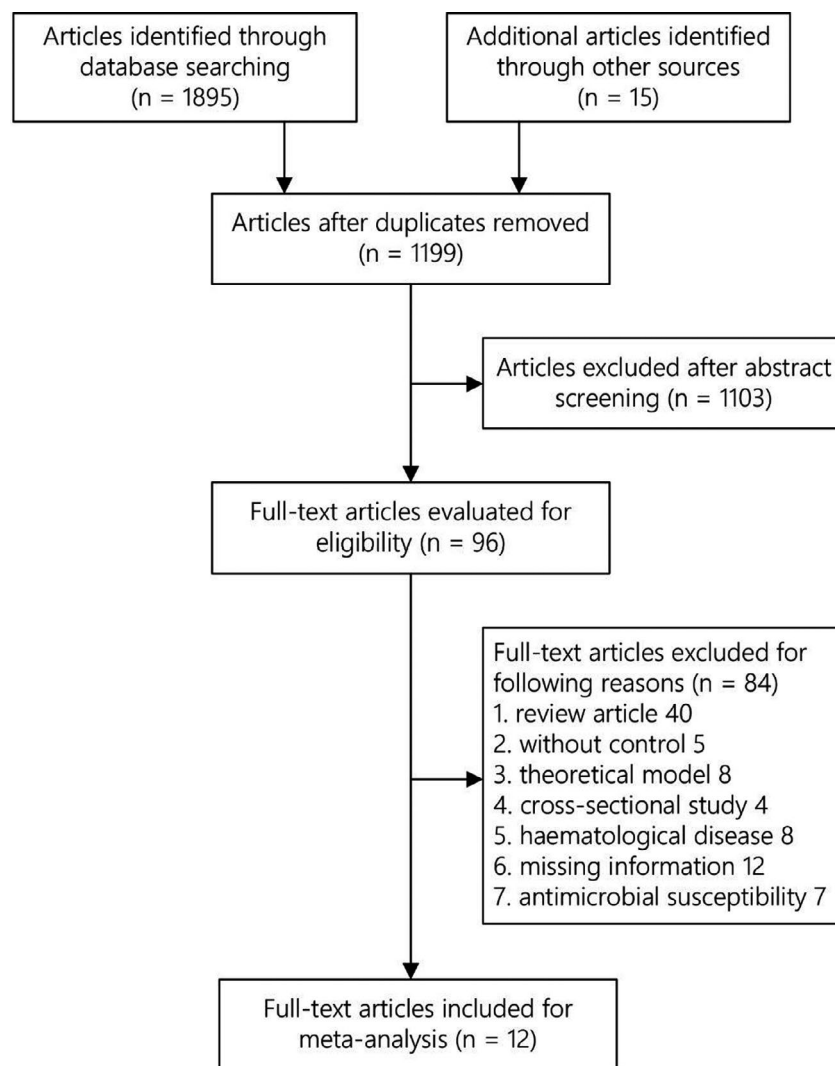 Articles identified through
database searching
(n = 1895)
Additional articles identified
through other sources
(n = 15)
Articles after duplicates removed
(n = 1199)
Articles excluded after abstract
screening (n = 1103)
Full-text articles evaluated for
eligibility (n = 96)
Full-text articles excluded for
following reasons (n = 84)
1. review article 40
2. without control 5
3. theoretical model 8
4. cross-sectional study 4
5. haematological disease 8
6. missing information 12
7. antimicrobial susceptibility 7
Full-text articles included for
meta-analysis (n = 12)